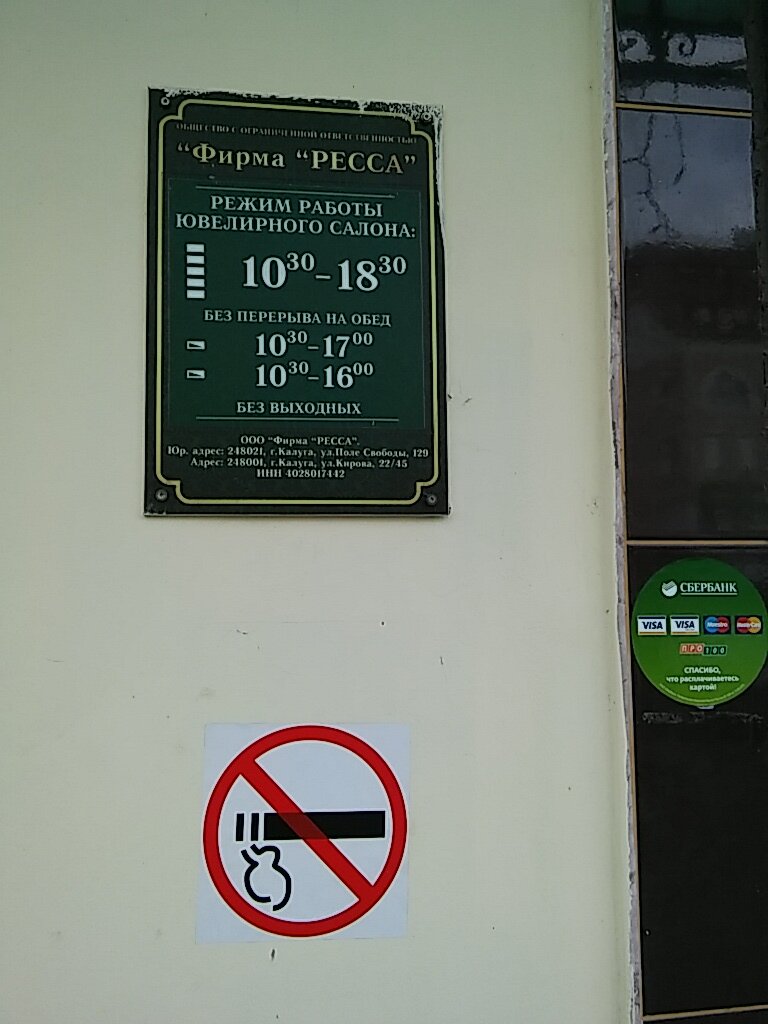 ОБЩЕСТВО С ОГРАНИЧЕННОЙ ОТВЕТСТВЕННОСТЬЮ
“Фирма “РЕССА”
РЕЖИМ РАБОТЫ
ЮВЕЛИРНОГО САЛОНА:
10³⁰–18³⁰
БЕЗ ПЕРЕРЫВА НА ОБЕД
10³⁰–17⁰⁰
10³⁰–16⁰⁰
БЕЗ ВЫХОДНЫХ
ООО “Фирма “РЕССА”.
Юр. адрес: 248021, г.Калуга, ул.Поле Свободы, 129
Адрес: 248001, г.Калуга, ул.Кирова, 22/45
ИНН 4028017442
СБЕРБАНК
VISA VISA Maestro MasterCard
ПРО100
СПАСИБО,
что расплачиваетесь
картой!